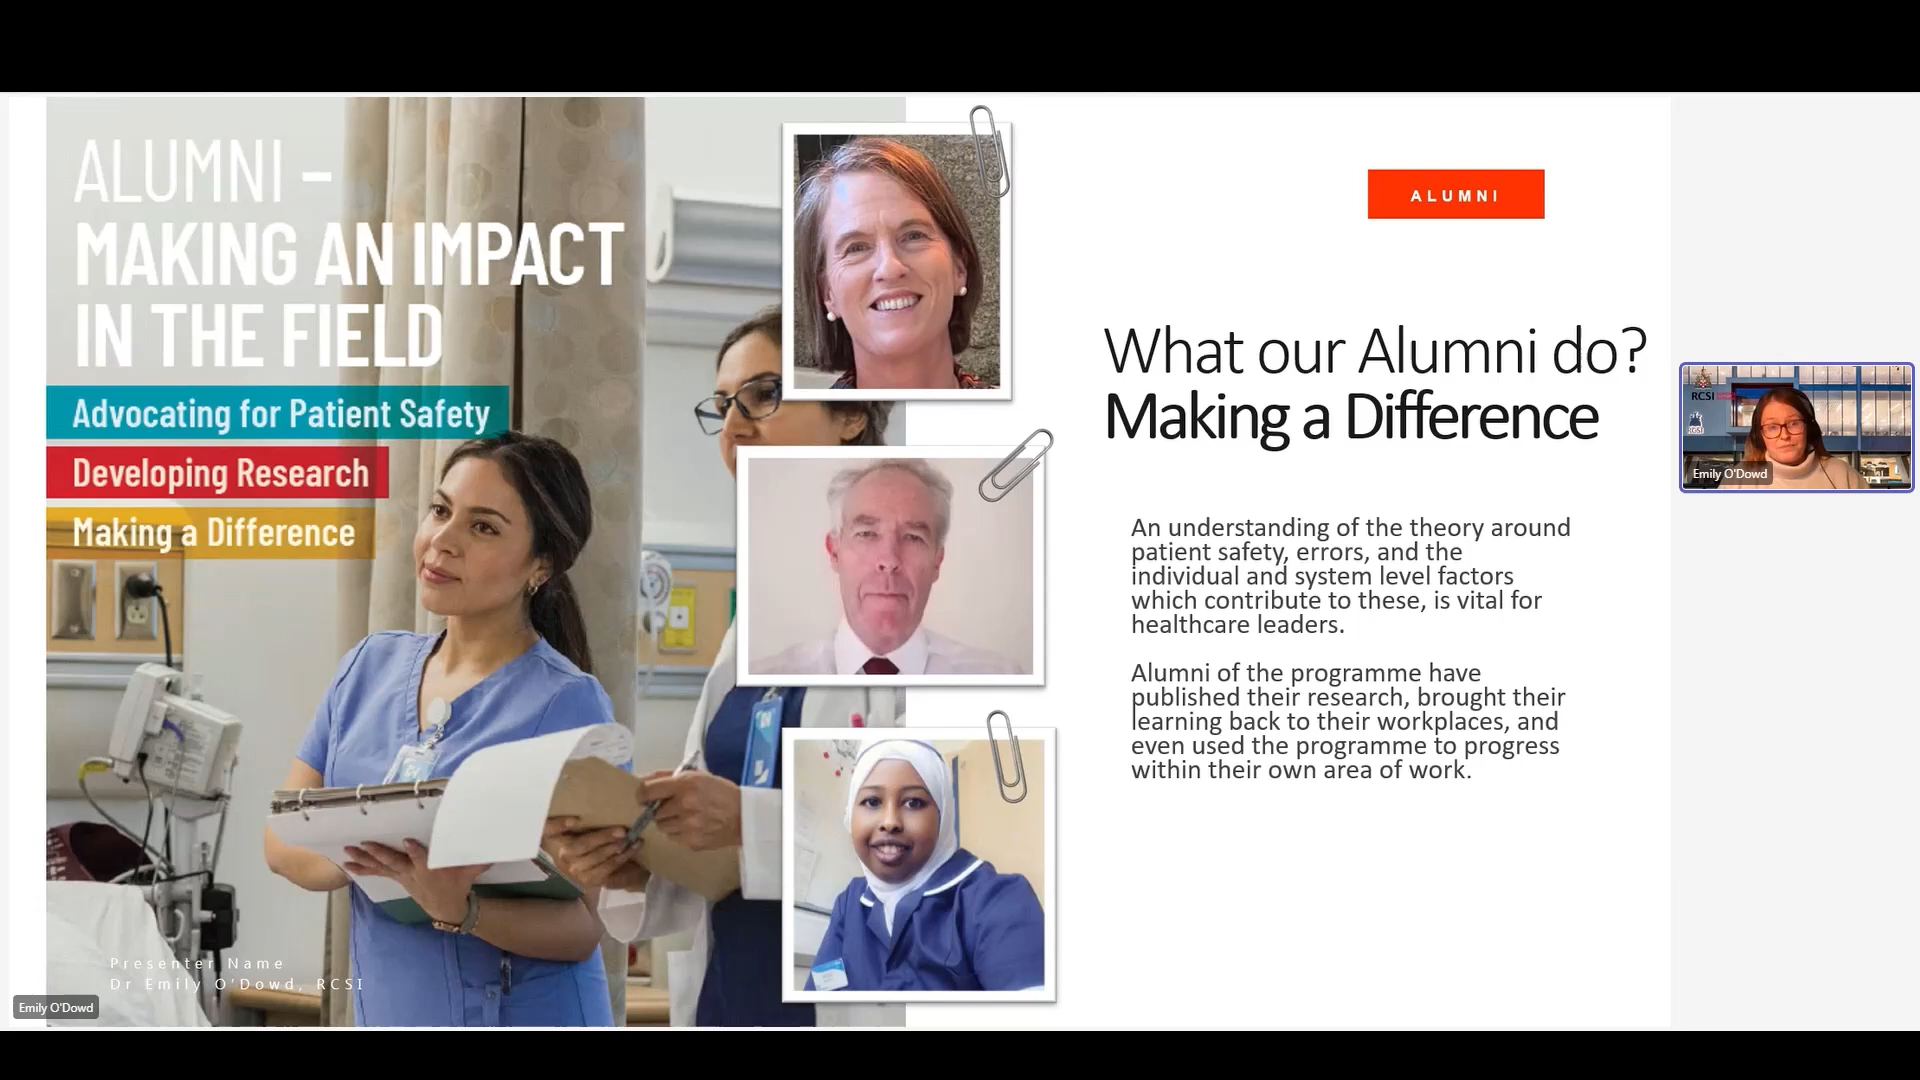 ALUMNI –
MAKING AN IMPACT
IN THE FIELD
Advocating for Patient Safety
Developing Research
Making a Difference
Presenter Name
Dr Emily O'Dowd, RCSI
Emily O'Dowd
ALUMNI
What our Alumni do?
Making a Difference
An understanding of the theory around
patient safety, errors, and the
individual and system level factors
which contribute to these, is vital for
healthcare leaders.
Alumni of the programme have
published their research, brought their
learning back to their workplaces, and
even used the programme to progress
within their own area of work.
RCSI
RCSI
Emily O'Dowd